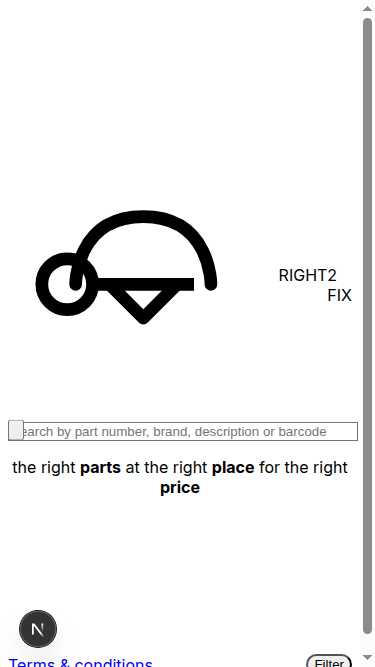 RIGHT2
FIX
earch by part number, brand, description or barcode
the right parts at the right place for the right
price
N
Terms & conditions
Filter